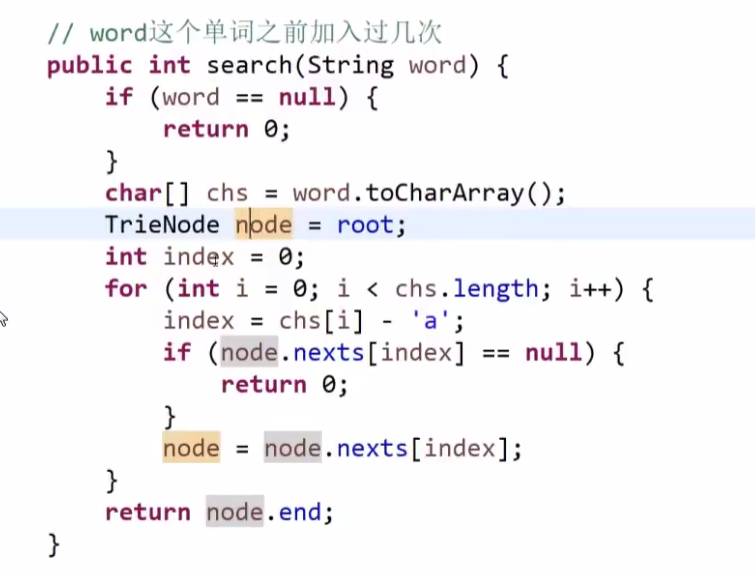 // word这个单词之前加入过几次
public int search(String word) {
    if (word == null) {
        return 0;
    }
    char[] chs = word.toCharArray();
    TrieNode node = root;
    int index = 0;
    for (int i = 0; i < chs.length; i++) {
        index = chs[i] - 'a';
        if (node.nexts[index] == null) {
            return 0;
        }
        node = node.nexts[index];
    }
    return node.end;
}